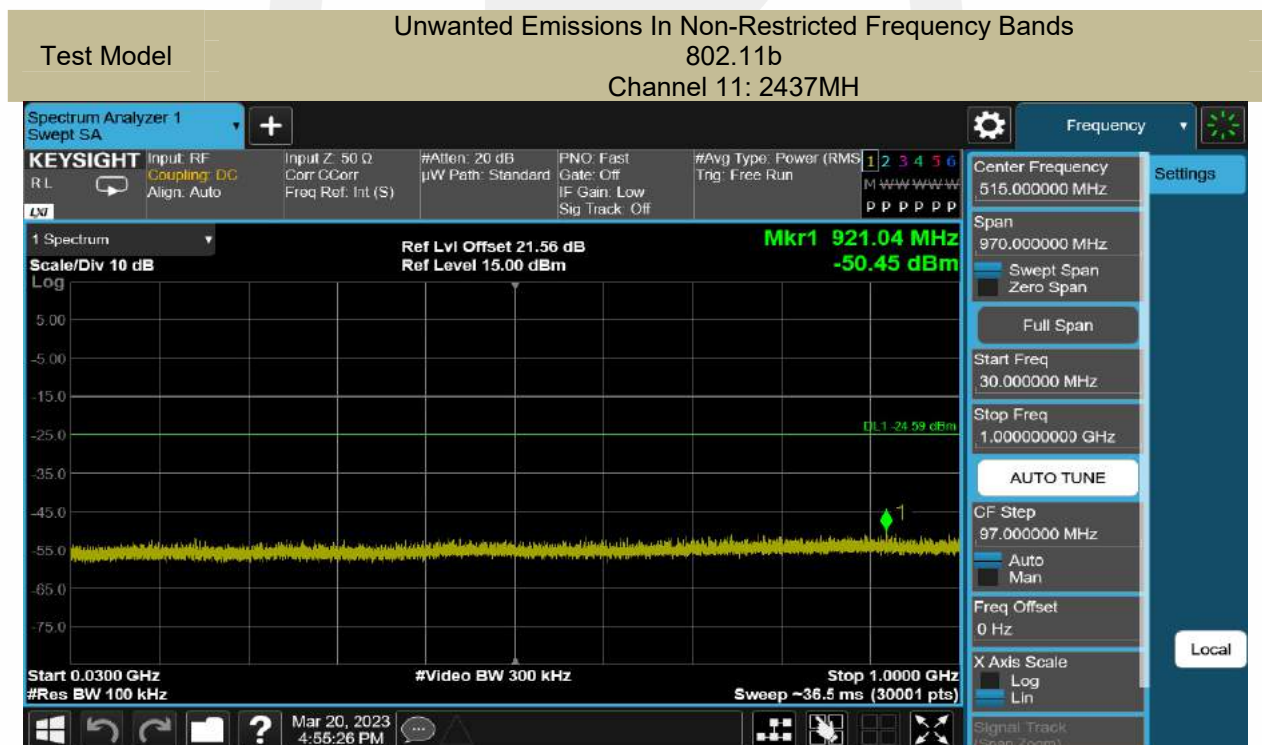 Unwanted Emissions In Non-Restricted Frequency Bands
Test Model
802.11b
Channel 11: 2437MH
Spectrum Analyzer 1
Swept SA
+
Frequency
KEYSIGHT
RL
LXI
Input: RF
Coupling: DC
Align: Auto
Input Z: 50 Ω
Corr CCorr
Freq Ref: Int (S)
#Atten: 20 dB
µW Path: Standard
PNO: Fast
Gate: Off
IF Gain: Low
Sig Track: Off
#Avg Type: Power (RMS
Trig: Free Run
1 2 3 4 5 6
M W W W W W
P P P P P P
1 Spectrum
Scale/Div 10 dB
Log
Ref Lvl Offset 21.56 dB
Ref Level 15.00 dBm
Mkr1 921.04 MHz
-50.45 dBm
5.00
-5.00
-15.0
-25.0
DL1 -24.59 dBm
-35.0
-45.0
1
-55.0
-65.0
-75.0
Start 0.0300 GHz
#Res BW 100 kHz
#Video BW 300 kHz
Stop 1.0000 GHz
Sweep ~36.5 ms (30001 pts)
?
Mar 20, 2023
4:55:26 PM
Center Frequency
515.000000 MHz
Settings
Span
970.000000 MHz
Swept Span
Zero Span
Full Span
Start Freq
30.000000 MHz
Stop Freq
1.000000000 GHz
AUTO TUNE
CF Step
97.000000 MHz
Auto
Man
Freq Offset
0 Hz
Local
X Axis Scale
Log
Lin
Signal Track
(Span Zoom)